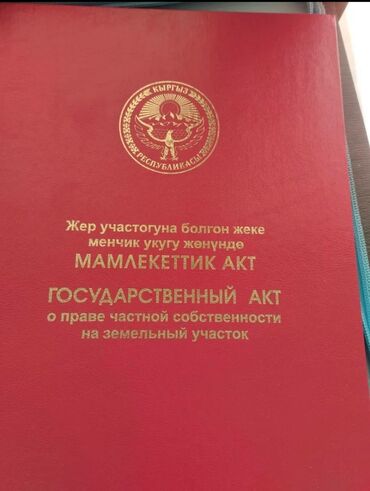 КЫРГЫЗ
РЕСПУБЛИКАСЫ
Жер участогуна болгон жеке
менчик укугу жөнүндө
МАМЛЕКЕТТИК АКТ
ГОСУДАРСТВЕННЫЙ АКТ
о праве частной собственности
на земельный участок